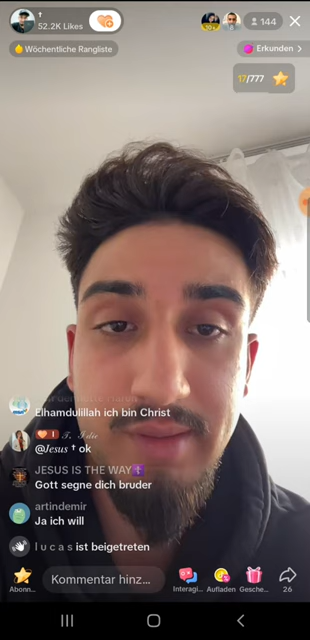 †
52.2K Likes
144
Wöchentliche Rangliste
Erkunden >
17/777
Elhamdulillah ich bin Christ
@Jesus † ok
JESUS IS THE WAY✝️
Gott segne dich bruder
artindemir
Ja ich will
l u c a s ist beigetreten
Abonn...
Kommentar hinz...
Interagi...
Aufladen
Gesche...
26